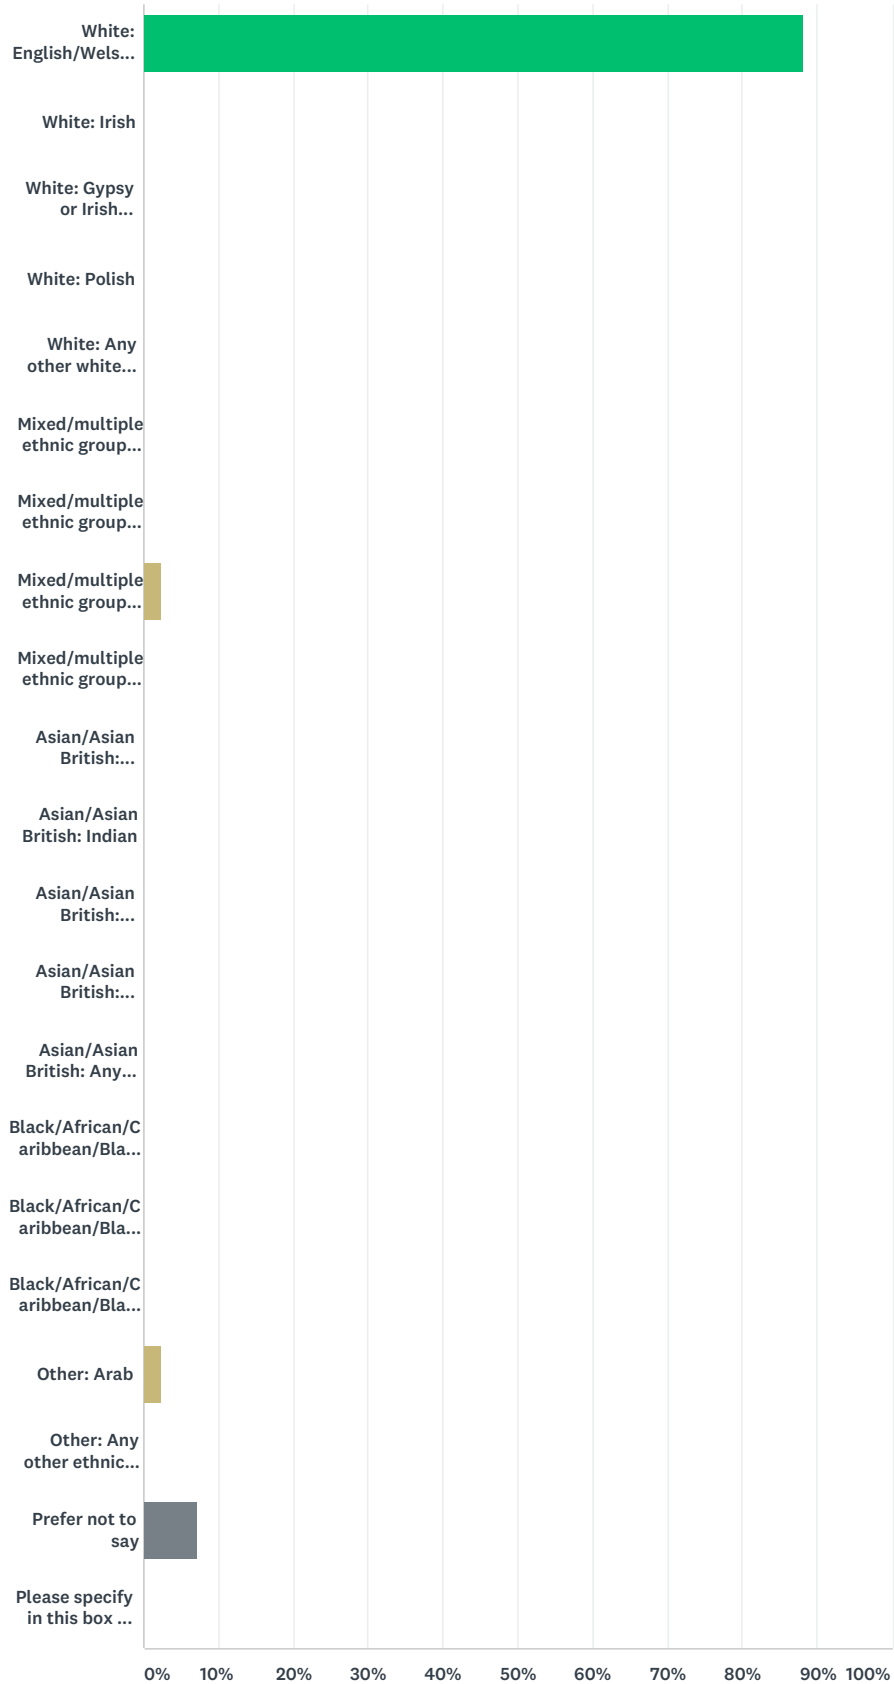 White:
English/Wels...
White: Irish
White: Gypsy
or Irish...
White: Polish
White: Any
other white...
Mixed/multiple
ethnic group...
Mixed/multiple
ethnic group...
Mixed/multiple
ethnic group...
Mixed/multiple
ethnic group...
Asian/Asian
British:...
Asian/Asian
British: Indian
Asian/Asian
British:...
Asian/Asian
British:...
Asian/Asian
British: Any...
Black/African/C
aribbean/Bla...
Black/African/C
aribbean/Bla...
Black/African/C
aribbean/Bla...
Other: Arab
Other: Any
other ethnic...
Prefer not to
say
Please specify
in this box ...
0% 10% 20% 30% 40% 50% 60% 70% 80% 90% 100%